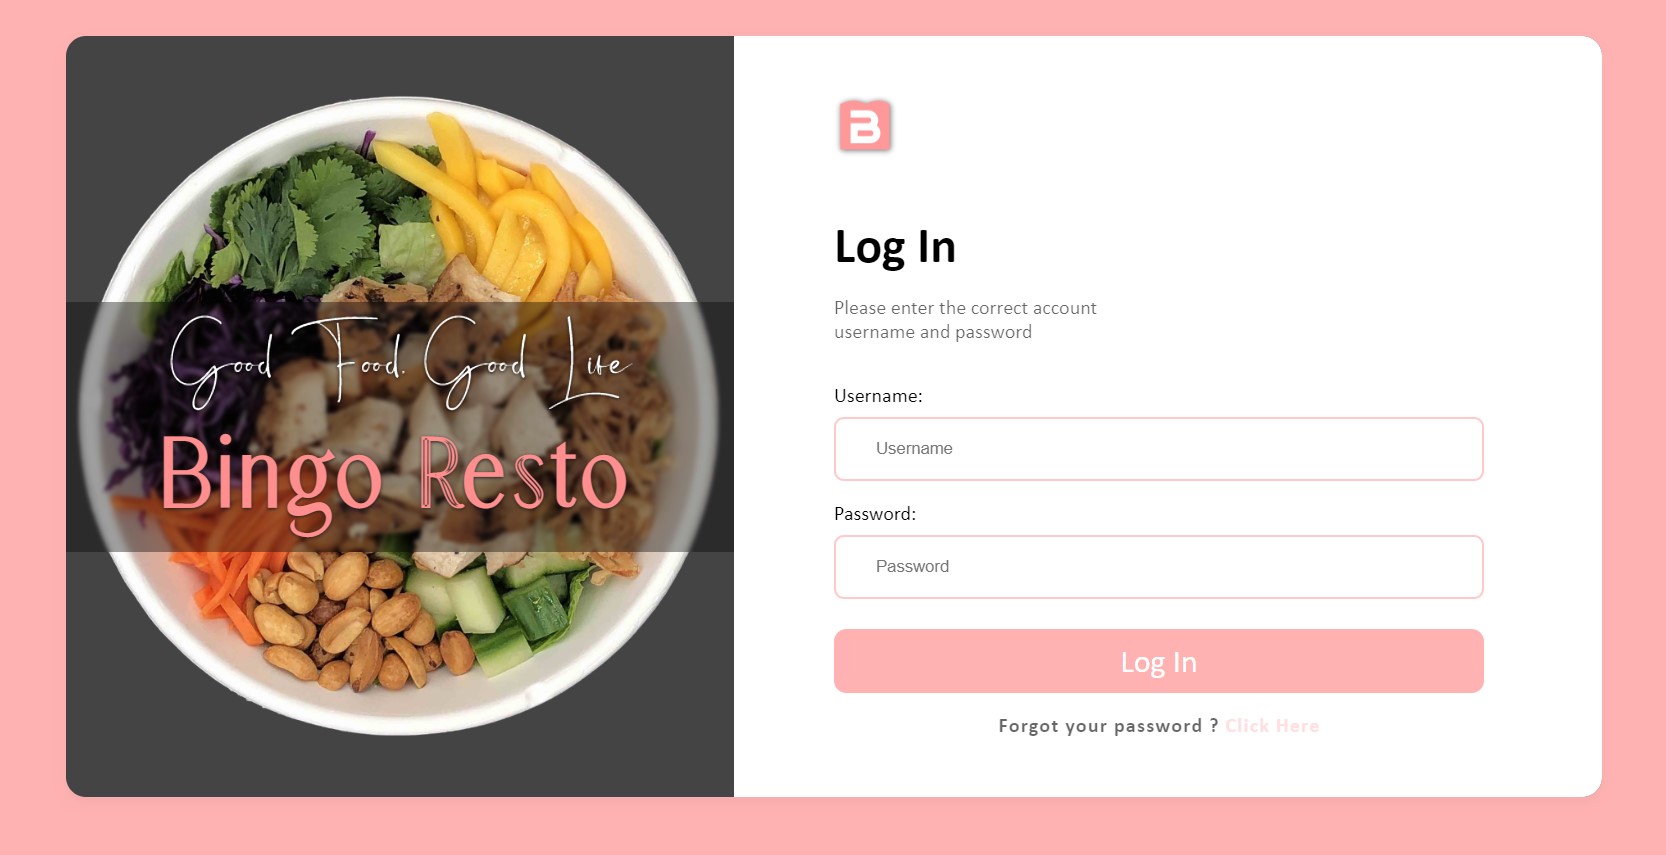 Good Food. Good Life
Bingo Resto
B
Log In
Please enter the correct account
username and password
Username:
Username
Password:
Password
Log In
Forgot your password ? Click Here